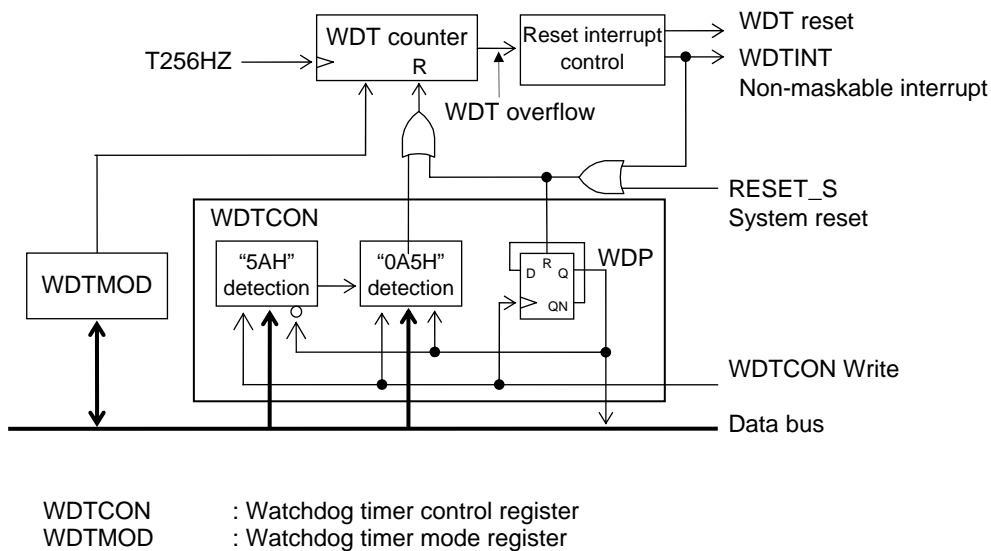 WDT reset
WDT counter
Reset interrupt
control
T256HZ
R
WDTINT
Non-maskable interrupt
WDT overflow
RESET_S
System reset
WDTCON
"5AH"
detection
"0A5H"
detection
WDP
R
D
Q
QN
WDTMOD
WDTCON Write
Data bus
WDTCON : Watchdog timer control register
WDTMOD : Watchdog timer mode register